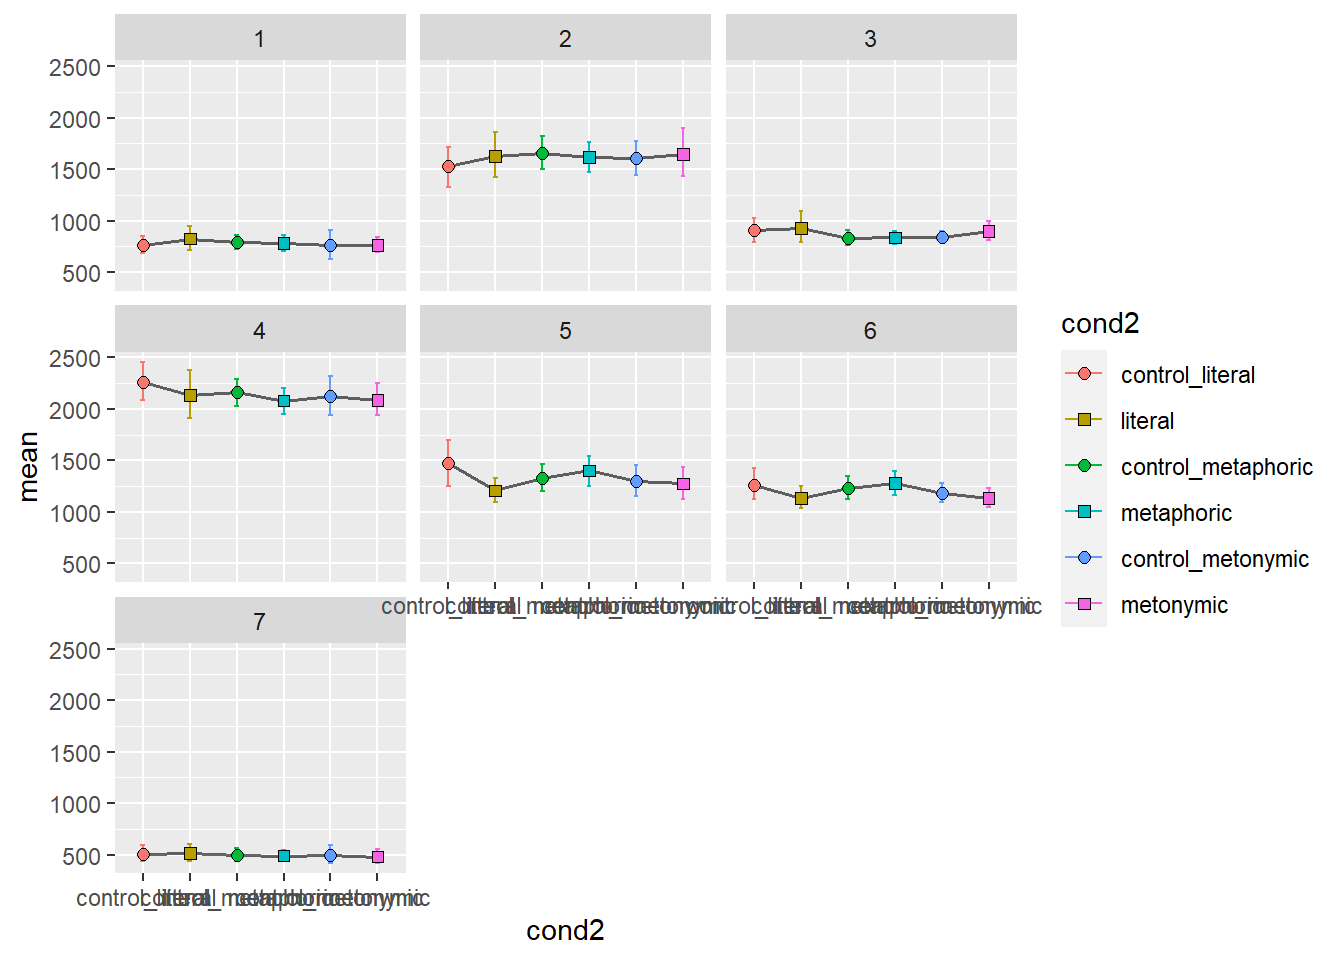 1
2
3
2500
2000
1500
1000
500
4
5
6
2500
2000
1500
1000
500
mean
7
2500
2000
1500
1000
500
cond2
cond2
control_literal
literal
control_metaphoric
metaphoric
control_metonymic
metonymic